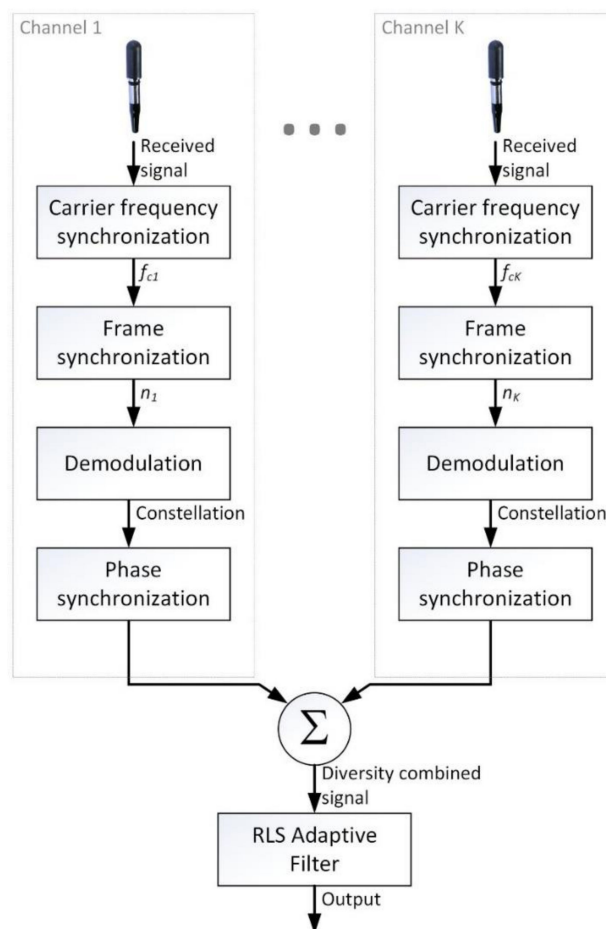 Channel 1
Received
signal
Carrier frequency
synchronization
fc1
Frame
synchronization
n1
Demodulation
Constellation
Phase
synchronization
Channel K
Received
signal
Carrier frequency
synchronization
fcK
Frame
synchronization
nK
Demodulation
Constellation
Phase
synchronization
Σ
Diversity combined
signal
RLS Adaptive
Filter
Output